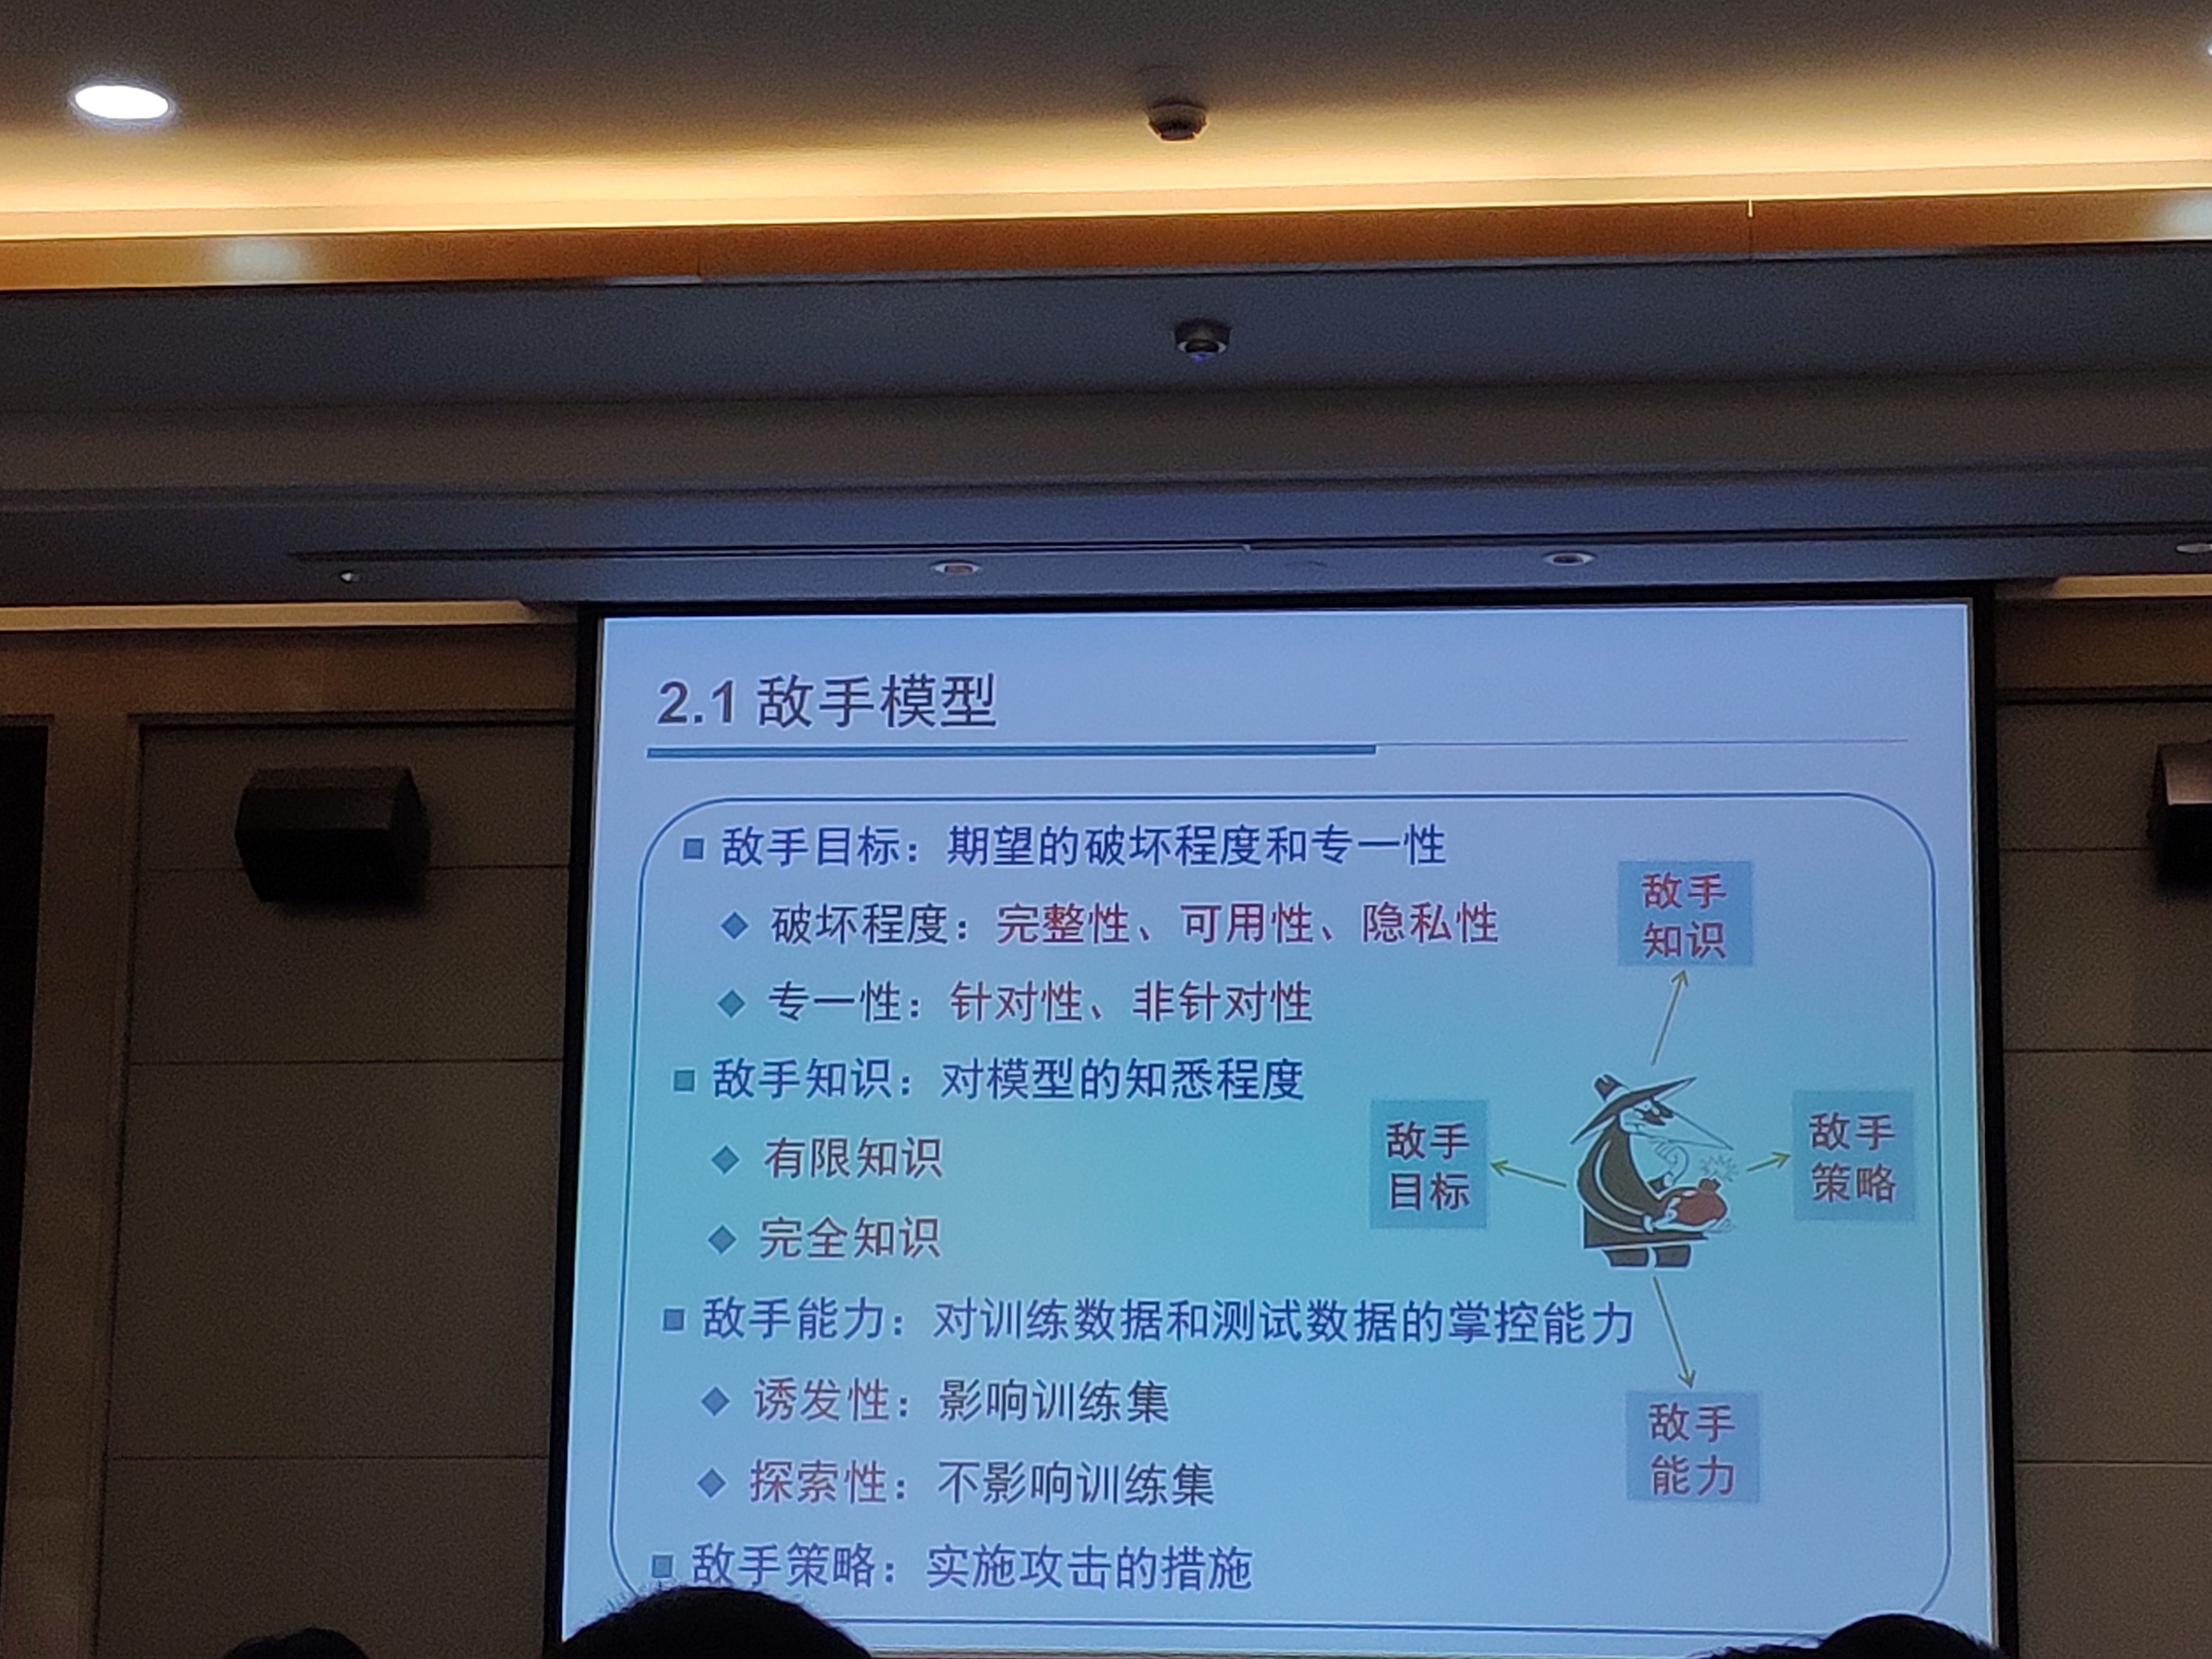 2.1 敌手模型
敌手目标：期望的破坏程度和专一性
破坏程度：完整性、可用性、隐私性
专一性：针对性、非针对性
敌手知识：对模型的知悉程度
有限知识
完全知识
敌手能力：对训练数据和测试数据的掌控能力
诱发性：影响训练集
探索性：不影响训练集
敌手策略：实施攻击的措施
敌手
知识
敌手
目标
敌手
策略
敌手
能力